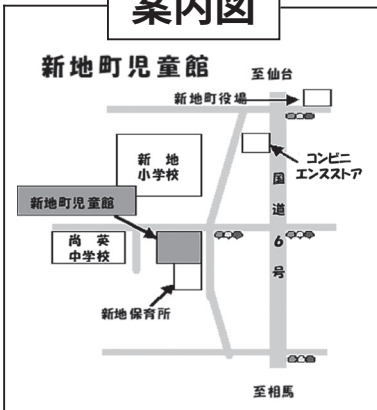 案内図
新地町児童館
至仙台
新地町役場
新地
小学校
コンビニ
エンスストア
国道6号
新地町児童館
尚英
中学校
新地保育所
至相馬